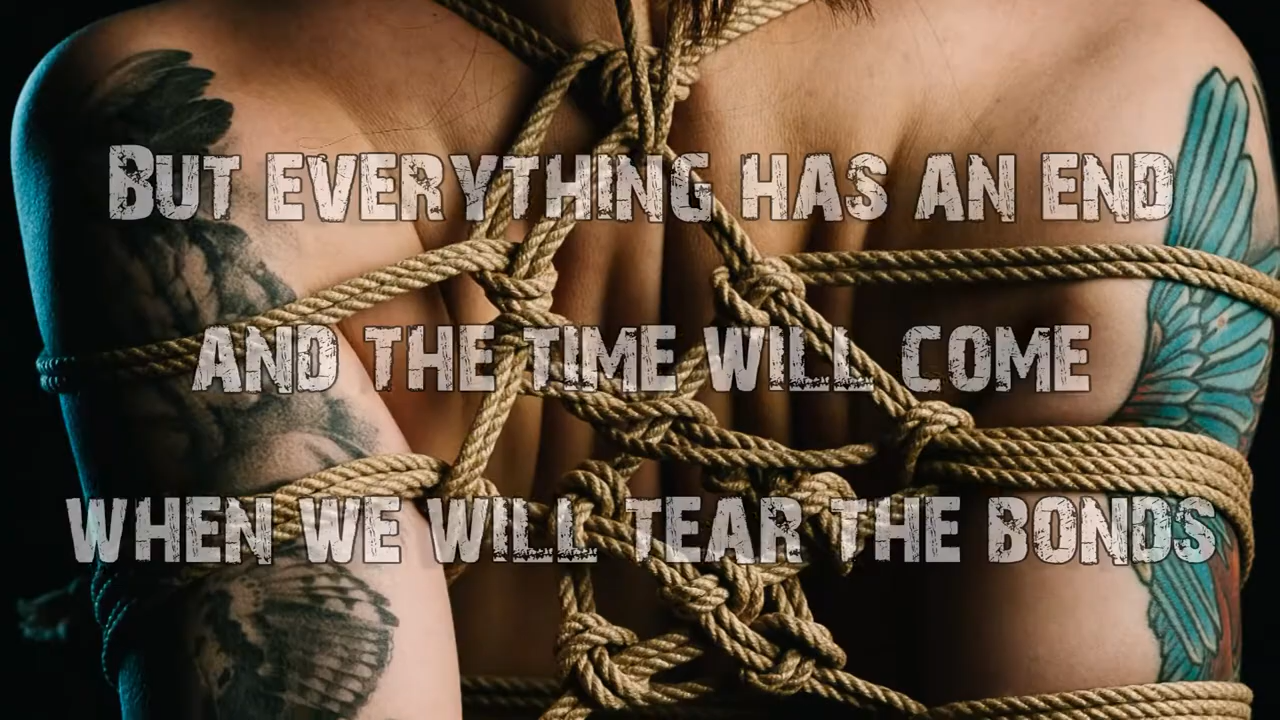 But everything has an end
and the time will come
when we will tear the bonds